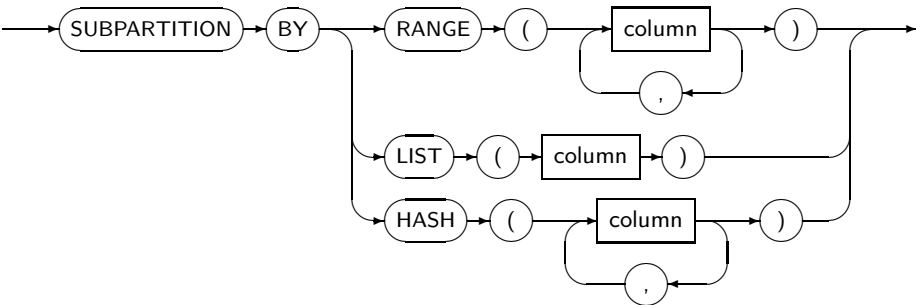 SUBPARTITION BY RANGE ( column )
,
LIST ( column )
HASH ( column )
,